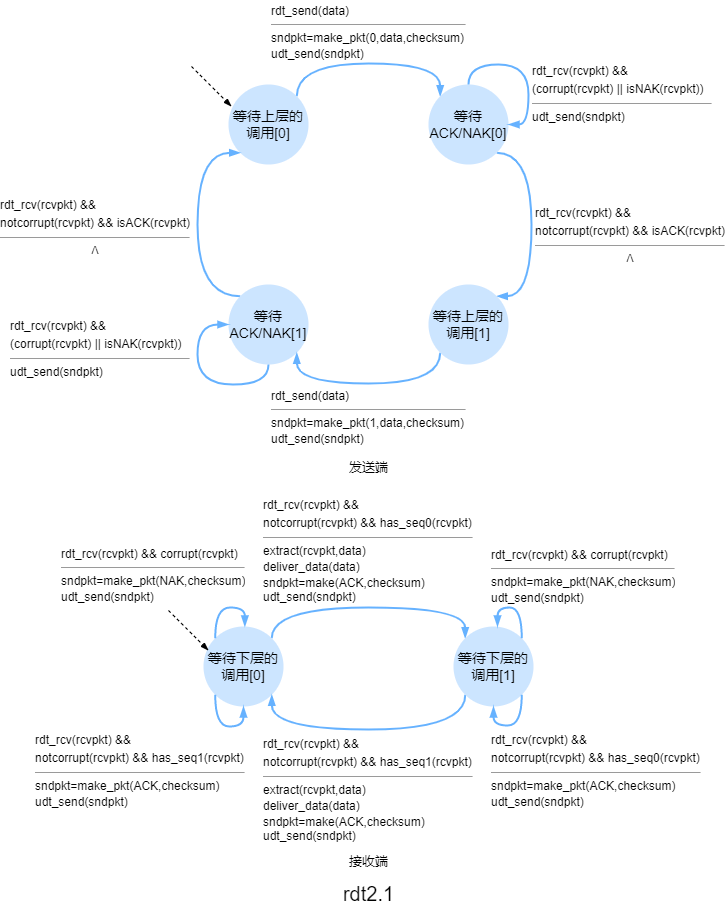 rdt_send(data)
sndpkt=make_pkt(0,data,checksum)
udt_send(sndpkt)
等待上层的
调用[0]
等待
ACK/NAK[0]
rdt_rcv(rcvpkt) &&
(corrupt(rcvpkt) || isNAK(rcvpkt))
udt_send(sndpkt)
rdt_rcv(rcvpkt) &&
notcorrupt(rcvpkt) && isACK(rcvpkt)
Λ
rdt_rcv(rcvpkt) &&
notcorrupt(rcvpkt) && isACK(rcvpkt)
Λ
等待
ACK/NAK[1]
等待上层的
调用[1]
rdt_rcv(rcvpkt) &&
(corrupt(rcvpkt) || isNAK(rcvpkt))
udt_send(sndpkt)
rdt_send(data)
sndpkt=make_pkt(1,data,checksum)
udt_send(sndpkt)
发送端
rdt_rcv(rcvpkt) &&
notcorrupt(rcvpkt) && has_seq0(rcvpkt)
extract(rcvpkt,data)
deliver_data(data)
sndpkt=make(ACK,checksum)
udt_send(sndpkt)
rdt_rcv(rcvpkt) && corrupt(rcvpkt)
sndpkt=make_pkt(NAK,checksum)
udt_send(sndpkt)
rdt_rcv(rcvpkt) && corrupt(rcvpkt)
sndpkt=make_pkt(NAK,checksum)
udt_send(sndpkt)
等待下层的
调用[0]
等待下层的
调用[1]
rdt_rcv(rcvpkt) &&
notcorrupt(rcvpkt) && has_seq1(rcvpkt)
sndpkt=make_pkt(ACK,checksum)
udt_send(sndpkt)
rdt_rcv(rcvpkt) &&
notcorrupt(rcvpkt) && has_seq1(rcvpkt)
extract(rcvpkt,data)
deliver_data(data)
sndpkt=make(ACK,checksum)
udt_send(sndpkt)
rdt_rcv(rcvpkt) &&
notcorrupt(rcvpkt) && has_seq0(rcvpkt)
sndpkt=make_pkt(ACK,checksum)
udt_send(sndpkt)
接收端
rdt2.1